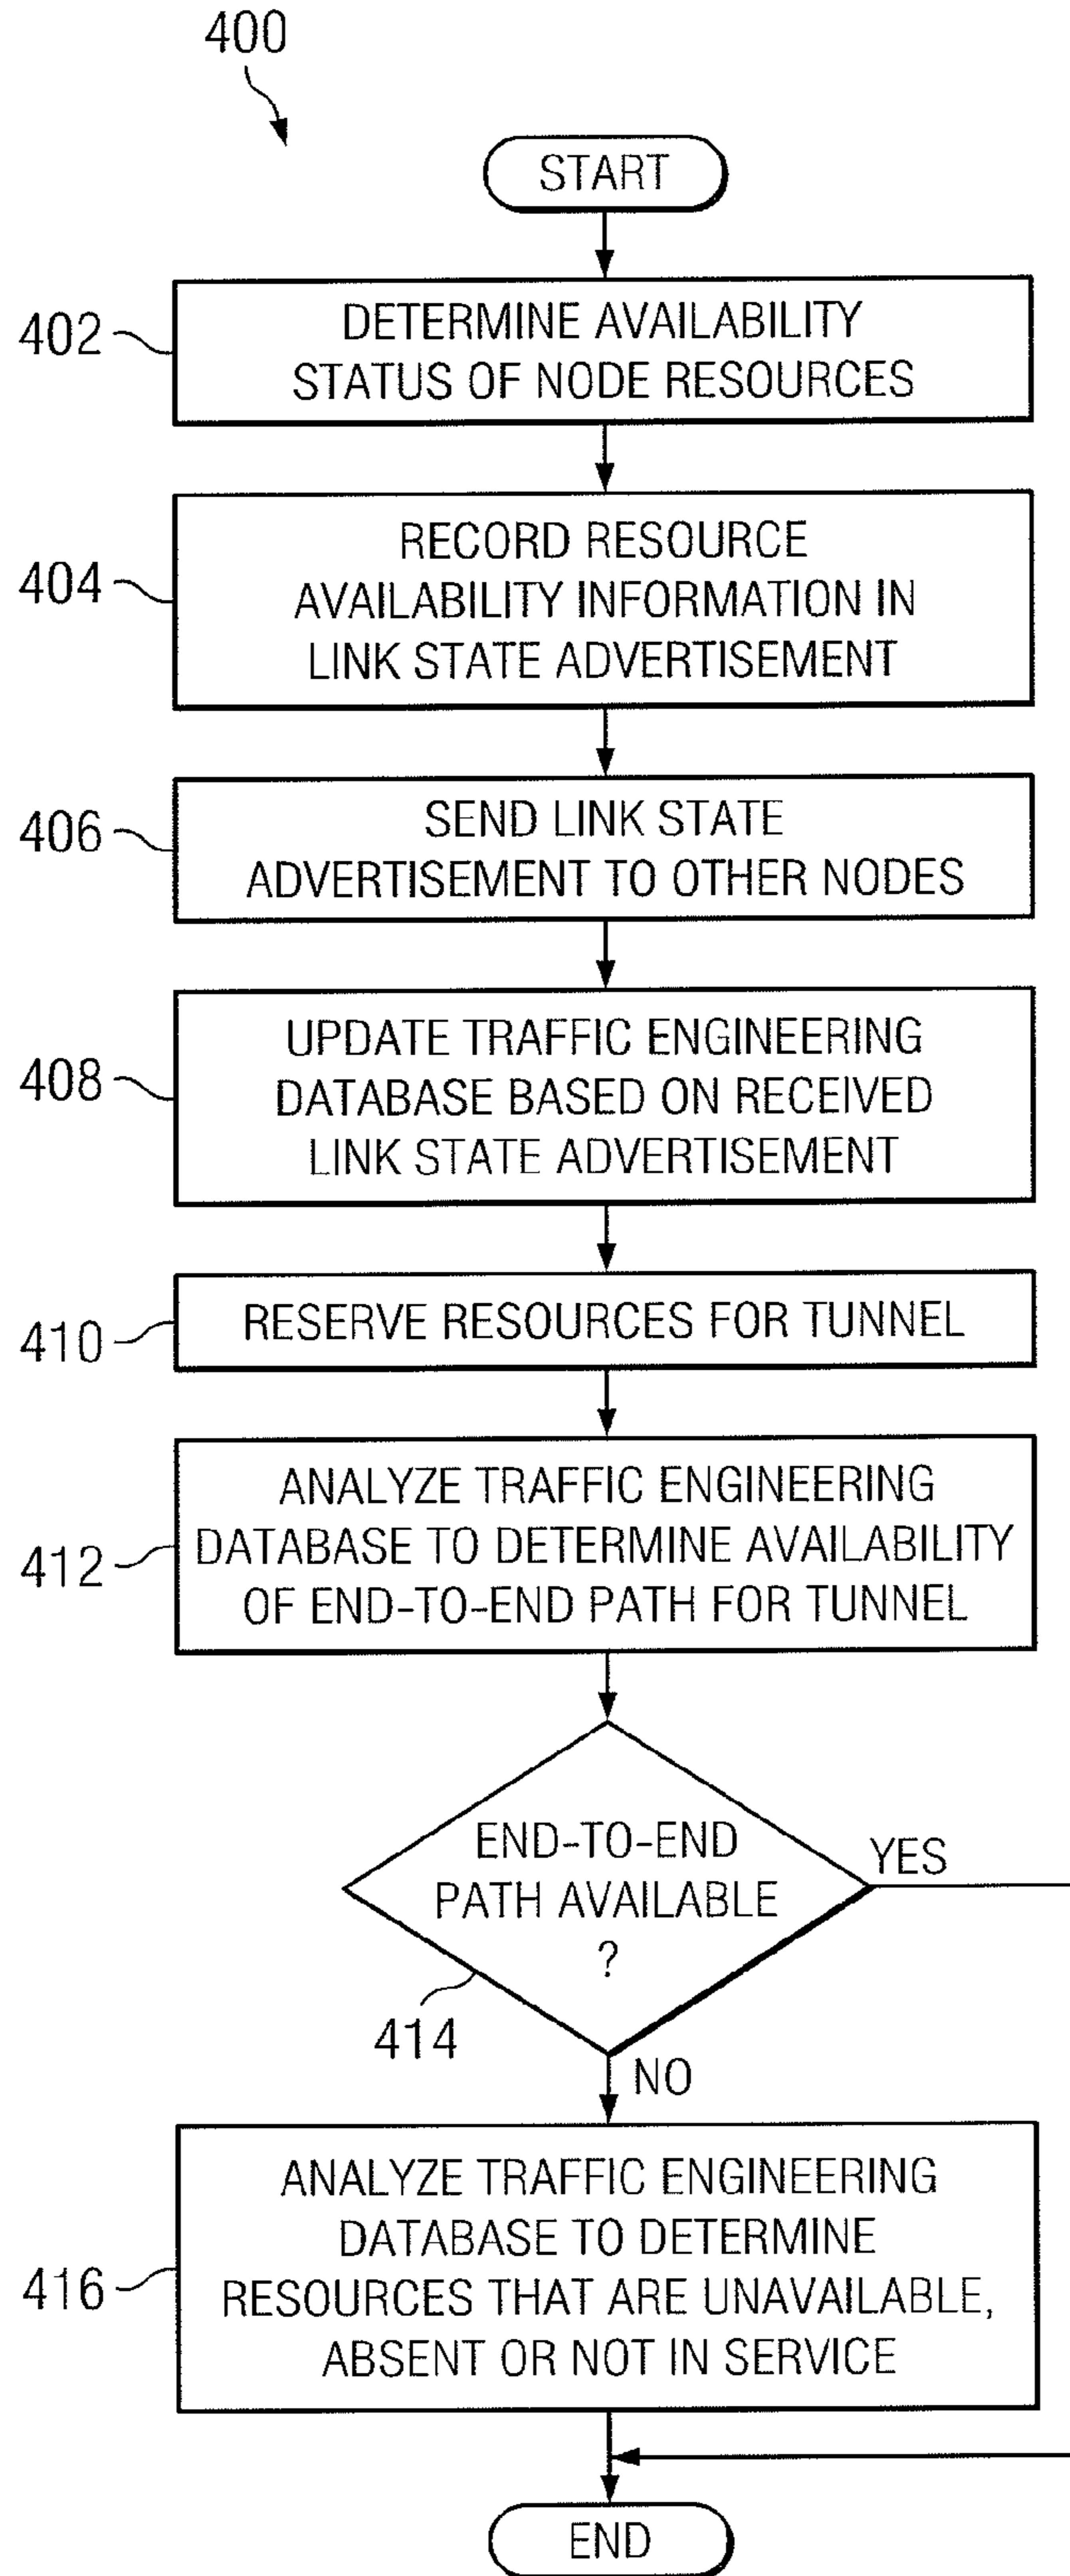 400
START
402
DETERMINE AVAILABILITY
STATUS OF NODE RESOURCES
404
RECORD RESOURCE
AVAILABILITY INFORMATION IN
LINK STATE ADVERTISEMENT
406
SEND LINK STATE
ADVERTISEMENT TO OTHER NODES
408
UPDATE TRAFFIC ENGINEERING
DATABASE BASED ON RECEIVED
LINK STATE ADVERTISEMENT
410
RESERVE RESOURCES FOR TUNNEL
412
ANALYZE TRAFFIC ENGINEERING
DATABASE TO DETERMINE AVAILABILITY
OF END-TO-END PATH FOR TUNNEL
END-TO-END
PATH AVAILABLE
?
YES
414
NO
416
ANALYZE TRAFFIC ENGINEERING
DATABASE TO DETERMINE
RESOURCES THAT ARE UNAVAILABLE,
ABSENT OR NOT IN SERVICE
END